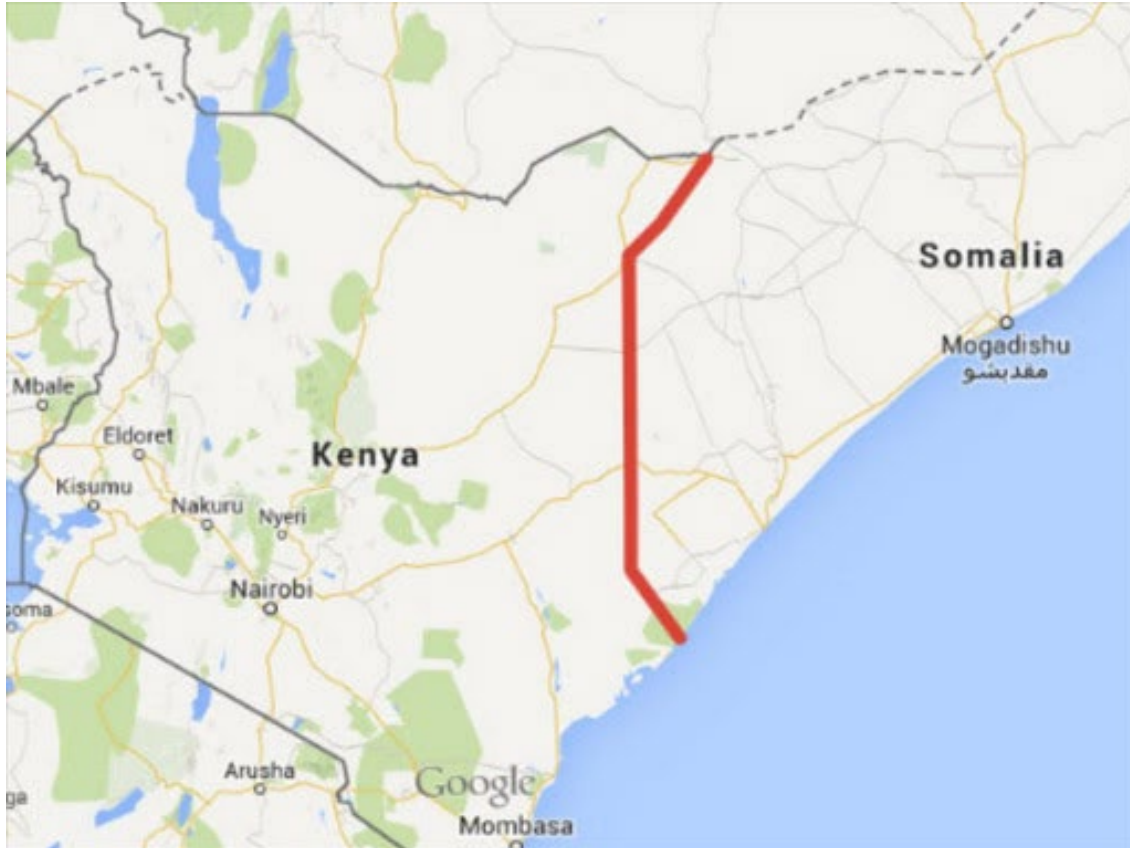 Somalia
Mogadishu
مقديشو
Mbale
Eldoret
Kenya
Kisumu
Nakuru
Nyeri
Nairobi
soma
Arusha
Google
ga
Mombasa